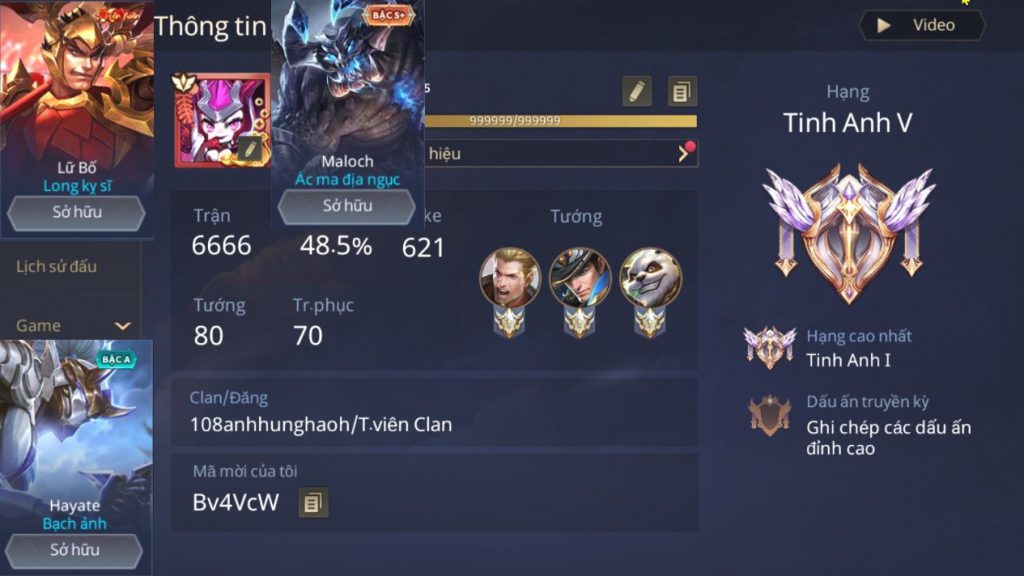 Thông tin
Video
BẬC S+
Lữ Bố
Long kỵ sĩ
Sở hữu
Maloch
Ác ma địa ngục
Sở hữu
5
999999/999999
hiệu
Hạng
Tinh Anh V
Trận
6666
48.5%
ke
621
Tướng
Lịch sử đấu
Game
Tướng
80
Tr.phục
70
Hạng cao nhất
Tinh Anh I
Dấu ấn truyền kỳ
Ghi chép các dấu ấn
đỉnh cao
BẬC A
Hayate
Bạch ảnh
Sở hữu
Clan/Đăng
108anhhunghaoh/T.viên Clan
Mã mời của tôi
Bv4VcW